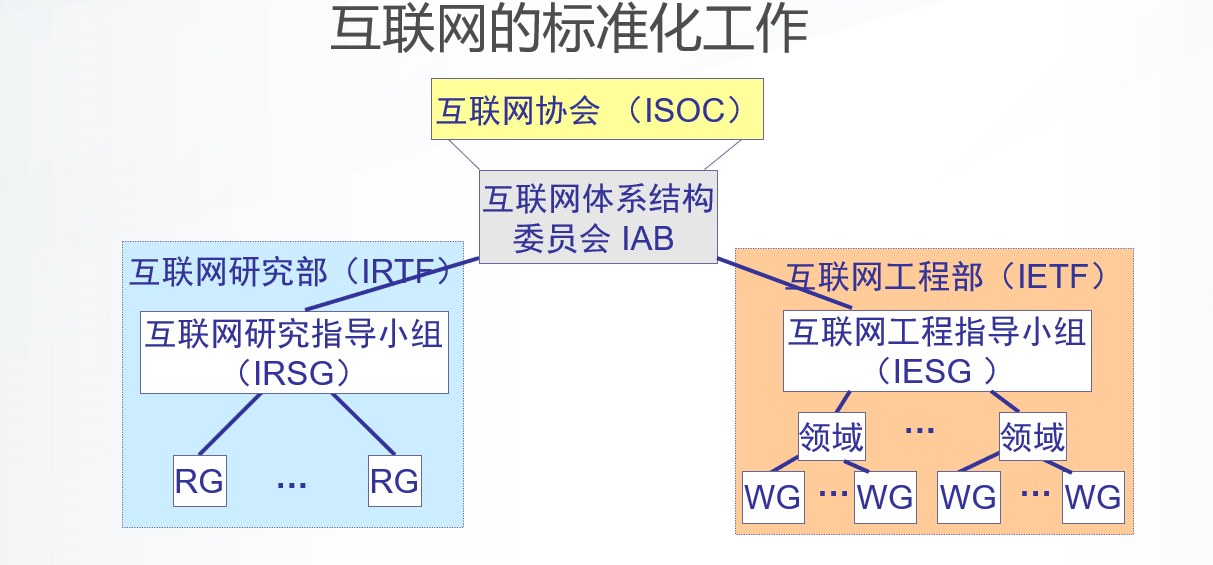 互联网的标准化工作
互联网协会 （ISOC）
互联网体系结构
委员会 IAB
互联网研究部（IRTF）
互联网研究指导小组
（IRSG）
RG … RG
互联网工程部（IETF）
互联网工程指导小组
（IESG ）
领域 … 领域
WG … WG WG … WG